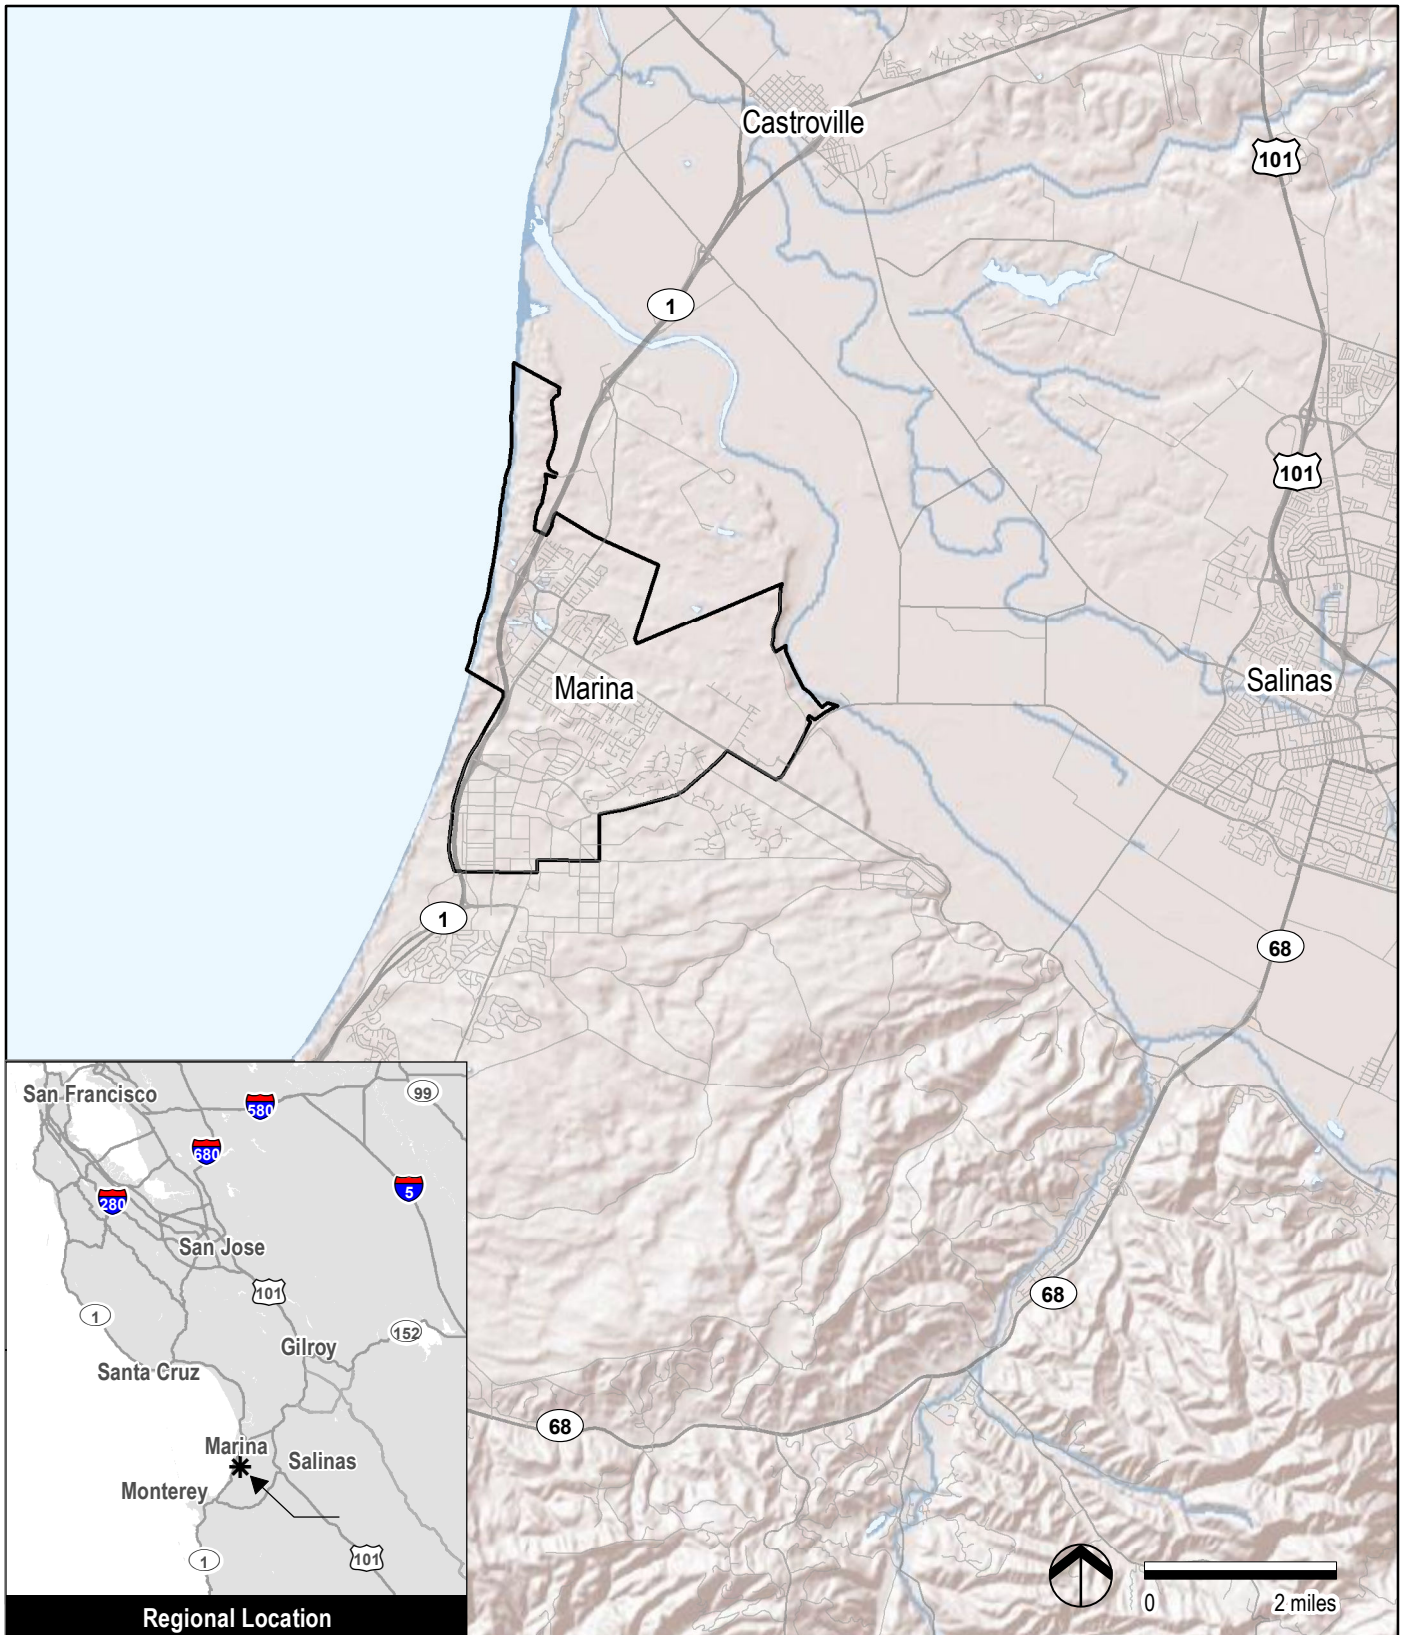 Castroville
101
1
101
Marina
Salinas
1
68
68
68
San Francisco
580
99
680
280
5
San Jose
101
1
Gilroy
152
Santa Cruz
Marina
Salinas
Monterey
1
101
Regional Location
0 2 miles